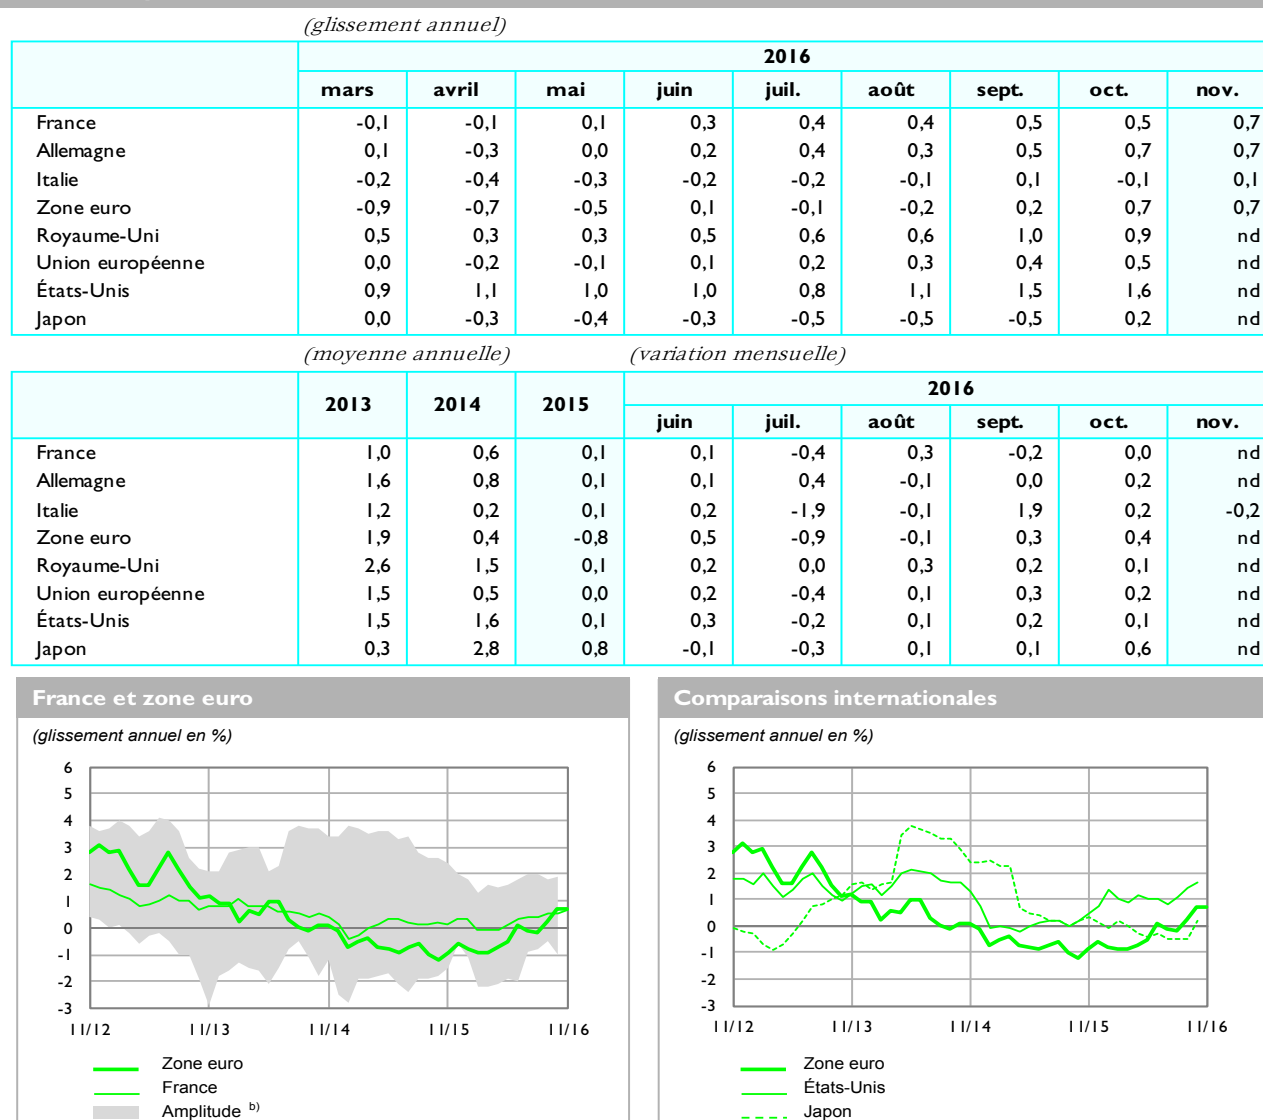 (glissement annuel)
2016
mars avril mai juin juil. août sept. oct. nov.
France -0,1 -0,1 0,1 0,3 0,4 0,4 0,5 0,5 0,7
Allemagne 0,1 -0,3 0,0 0,2 0,4 0,3 0,5 0,7 0,7
Italie -0,2 -0,4 -0,3 -0,2 -0,2 -0,1 0,1 -0,1 0,1
Zone euro -0,9 -0,7 -0,5 0,1 -0,1 -0,2 0,2 0,7 0,7
Royaume-Uni 0,5 0,3 0,3 0,5 0,6 0,6 1,0 0,9 nd
Union européenne 0,0 -0,2 -0,1 0,1 0,2 0,3 0,4 0,5 nd
États-Unis 0,9 1,1 1,0 1,0 0,8 1,1 1,5 1,6 nd
Japon 0,0 -0,3 -0,4 -0,3 -0,5 -0,5 -0,5 0,2 nd
(moyenne annuelle) (variation mensuelle)
2013 2014 2015 2016
juin juil. août sept. oct. nov.
France 1,0 0,6 0,1 0,1 -0,4 0,3 -0,2 0,0 nd
Allemagne 1,6 0,8 0,1 0,1 0,4 -0,1 0,0 0,2 nd
Italie 1,2 0,2 0,1 0,2 -1,9 -0,1 1,9 0,2 -0,2
Zone euro 1,9 0,4 -0,8 0,5 -0,9 -0,1 0,3 0,4 nd
Royaume-Uni 2,6 1,5 0,1 0,2 0,0 0,3 0,2 0,1 nd
Union européenne 1,5 0,5 0,0 0,2 -0,4 0,1 0,3 0,2 nd
États-Unis 1,5 1,6 0,1 0,3 -0,2 0,1 0,2 0,1 nd
Japon 0,3 2,8 0,8 -0,1 -0,3 0,1 0,1 0,6 nd
France et zone euro
(glissement annuel en %)
6
5
4
3
2
1
0
-1
-2
-3
11/12 11/13 11/14 11/15 11/16
Zone euro
France
Amplitude b)
Comparaisons internationales
(glissement annuel en %)
6
5
4
3
2
1
0
-1
-2
-3
11/12 11/13 11/14 11/15 11/16
Zone euro
États-Unis
Japon